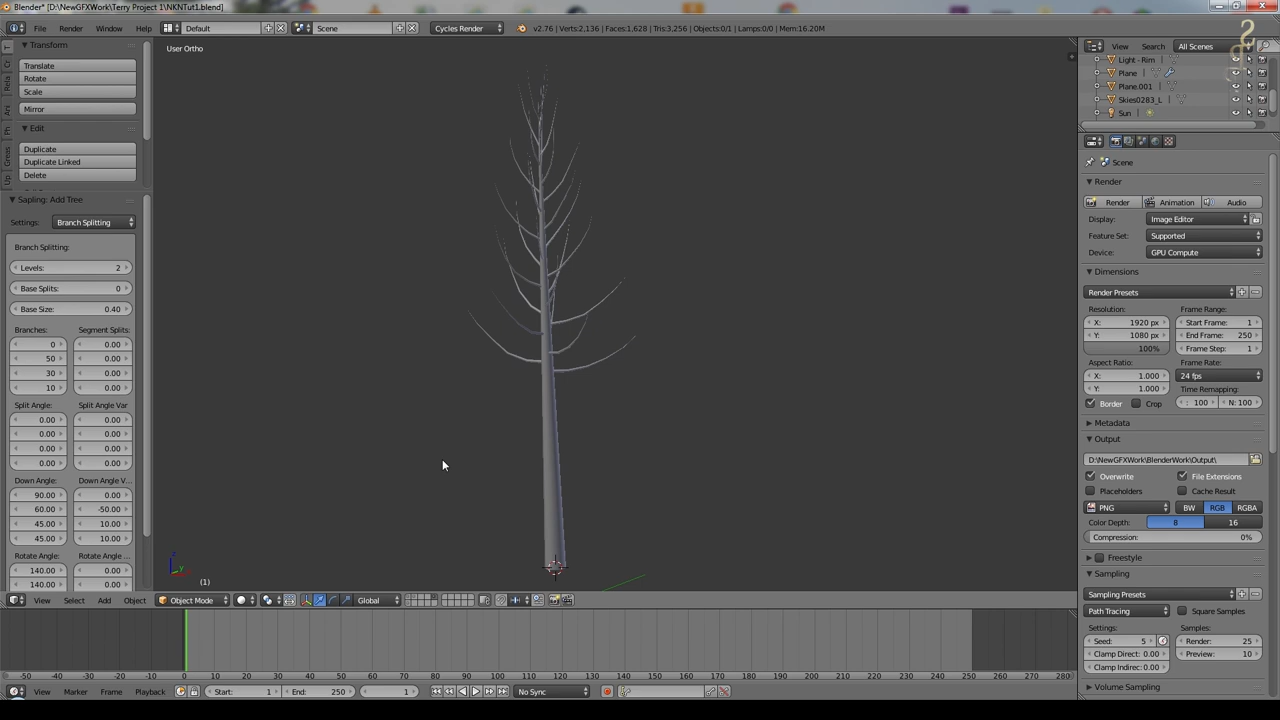 Blender* [D:\NewGFXWork\Terry Project 1\NKNTut1.blend]
File Render Window Help Default Scene Cycles Render v2.76 | Verts:2,136 | Faces:1,628 | Tris:3,256 | Objects:0/1 | Lamps:0/0 | Mem:16.20M
Transform
Translate
Rotate
Scale
Mirror
Edit
Duplicate
Duplicate Linked
Delete
Cr
Rela
Ani
Ph
Greas
Up
Sapling: Add Tree
Settings: Branch Splitting
Branch Splitting:
Levels: 2
Base Splits: 0
Base Size: 0.40
Branches: Segment Splits:
0 0.00
50 0.00
30 0.00
10 0.00
Split Angle: Split Angle Var
0.00 0.00
0.00 0.00
0.00 0.00
0.00 0.00
Down Angle: Down Angle V...
90.00 0.00
60.00 -50.00
45.00 10.00
45.00 10.00
Rotate Angle: Rotate Angle ...
140.00 0.00
140.00 0.00
User Ortho
z
y
(1)
View Select Add Object Object Mode Global
-50 -40 -30 -20 -10 0 10 20 30 40 50 60 70 80 90 100 110 120 130 140 150 160 170 180 190 200 210 220 230 240 250 260 270 280
View Marker Frame Playback Start: 1 End: 250 1 No Sync
View Search All Scenes
Light - Rim
Plane
Plane.001
Skies0283_L
Sun
Scene
Render
Render Animation Audio
Display: Image Editor
Feature Set: Supported
Device: GPU Compute
Dimensions
Render Presets
Resolution: Frame Range:
X: 1920 px Start Frame: 1
Y: 1080 px End Frame: 250
100% Frame Step: 1
Aspect Ratio: Frame Rate:
X: 1.000 24 fps
Y: 1.000 Time Remapping:
Border Crop : 100 N: 100
Metadata
Output
D:\NewGFXWork\BlenderWork\Output\
Overwrite File Extensions
Placeholders Cache Result
PNG BW RGB RGBA
Color Depth: 8 16
Compression: 0%
Freestyle
Sampling
Sampling Presets
Path Tracing Square Samples
Settings: Samples:
Seed: 5 Render: 25
Clamp Direct: 0.00 Preview: 10
Clamp Indirec: 0.00
Volume Sampling